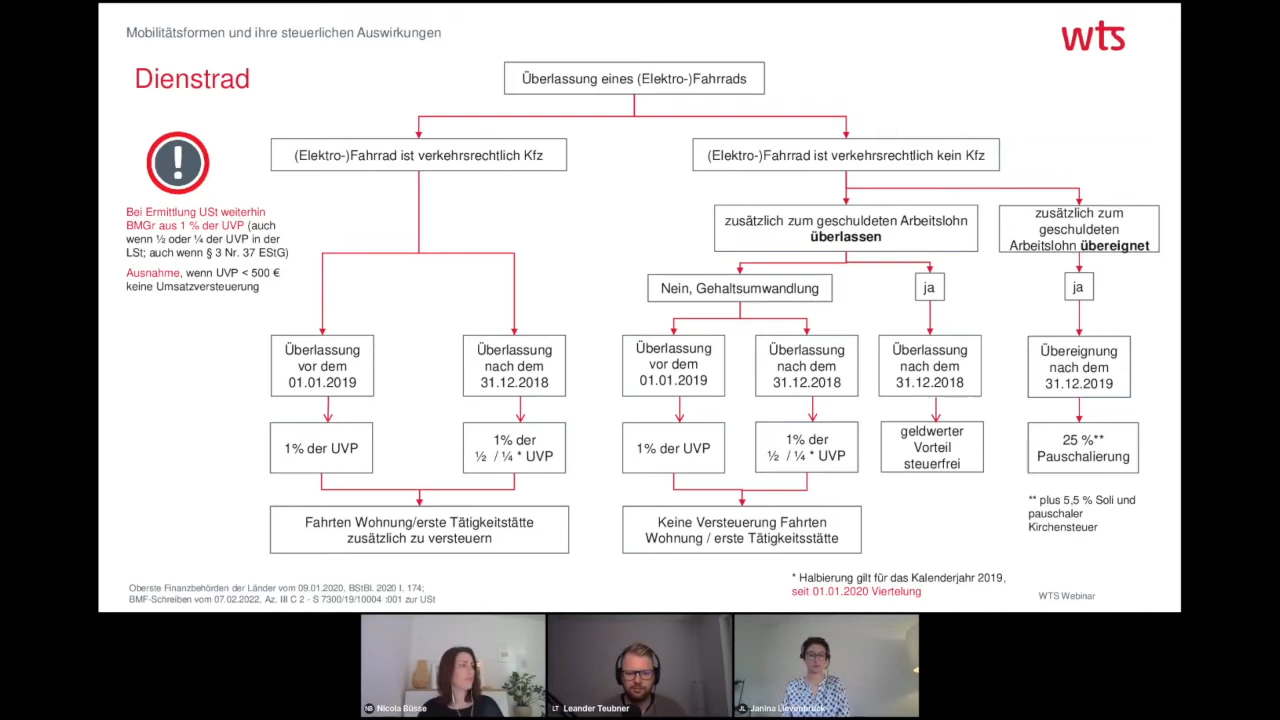 Mobilitätsformen und ihre steuerlichen Auswirkungen
wts
Dienstrad
Überlassung eines (Elektro-)Fahrrads
(Elektro-)Fahrrad ist verkehrsrechtlich Kfz
(Elektro-)Fahrrad ist verkehrsrechtlich kein Kfz
Bei Ermittlung USt weiterhin
BMGr aus 1 % der UVP (auch
wenn ½ oder ¼ der UVP in der
LSt; auch wenn § 3 Nr. 37 EStG)
Ausnahme, wenn UVP < 500 €
keine Umsatzversteuerung
zusätzlich zum geschuldeten Arbeitslohn
überlassen
zusätzlich zum
geschuldeten
Arbeitslohn übereignet
Nein, Gehaltsumwandlung
ja
ja
Überlassung
vor dem
01.01.2019
Überlassung
nach dem
31.12.2018
Überlassung
vor dem
01.01.2019
Überlassung
nach dem
31.12.2018
Überlassung
nach dem
31.12.2018
Übereignung
nach dem
31.12.2019
1% der UVP
1% der
½ / ¼ * UVP
1% der UVP
1% der
½ / ¼ * UVP
geldwerter
Vorteil
steuerfrei
25 %**
Pauschalierung
** plus 5,5 % Soli und
pauschaler
Kirchensteuer
Fahrten Wohnung/erste Tätigkeitstätte
zusätzlich zu versteuern
Keine Versteuerung Fahrten
Wohnung / erste Tätigkeitsstätte
* Halbierung gilt für das Kalenderjahr 2019,
seit 01.01.2020 Viertelung
Oberste Finanzbehörden der Länder vom 09.01.2020, BStBl. 2020 I, 174;
BMF-Schreiben vom 07.02.2022, Az. III C 2 - S 7300/19/10004 :001 zur USt
WTS Webinar
NB Nicola Büsse
LT Leander Teubner
JL Janina Lievenbrück